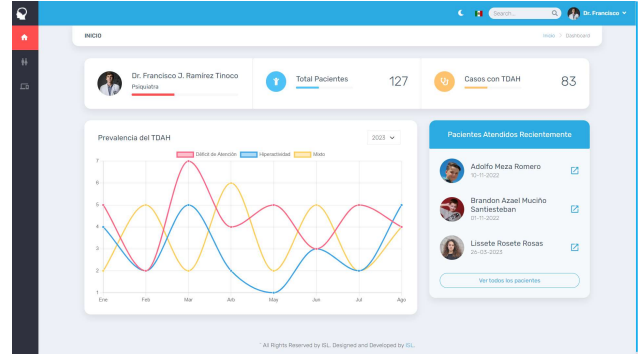 Search...
Dr. Francisco
INICIO
Inicio > Dashboard
Dr. Francisco J. Ramírez Tinoco
Psiquiatra
Total Pacientes
127
Casos con TDAH
83
Prevalencia del TDAH
2023
Déficit de Atención
Hiperactividad
Mixto
7
6
5
4
3
2
1
Ene
Feb
Mar
Arb
May
Jun
Jul
Ago
Pacientes Atendidos Recientemente
Adolfo Meza Romero
10-11-2022
Brandon Azael Muciño
Santiesteban
01-11-2022
Lissete Rosete Rosas
26-03-2023
Ver todos los pacientes
All Rights Reserved by ISL. Designed and Developed by ISL.